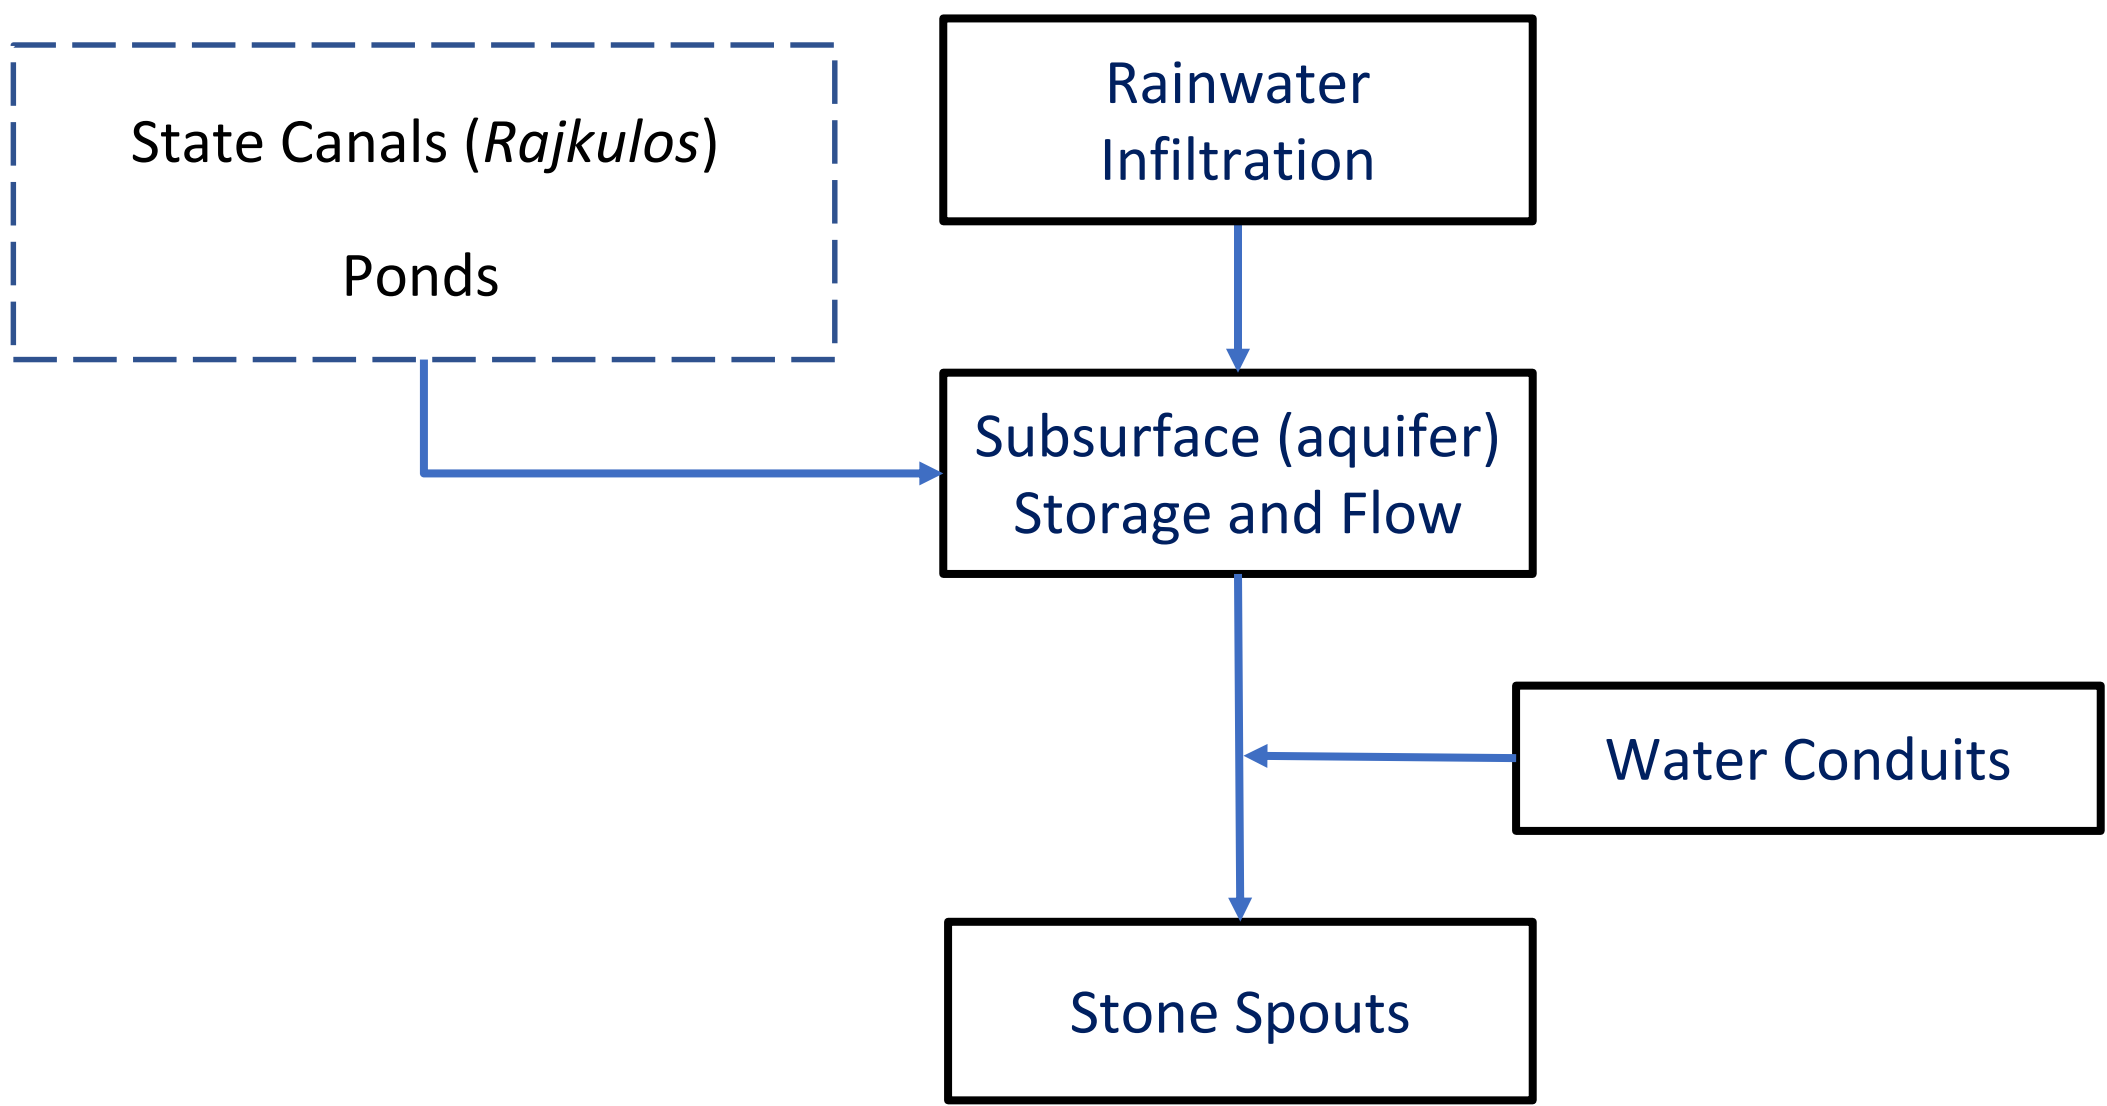 State Canals (Rajkulos)
Ponds
Rainwater
Infiltration
Subsurface (aquifer)
Storage and Flow
Water Conduits
Stone Spouts